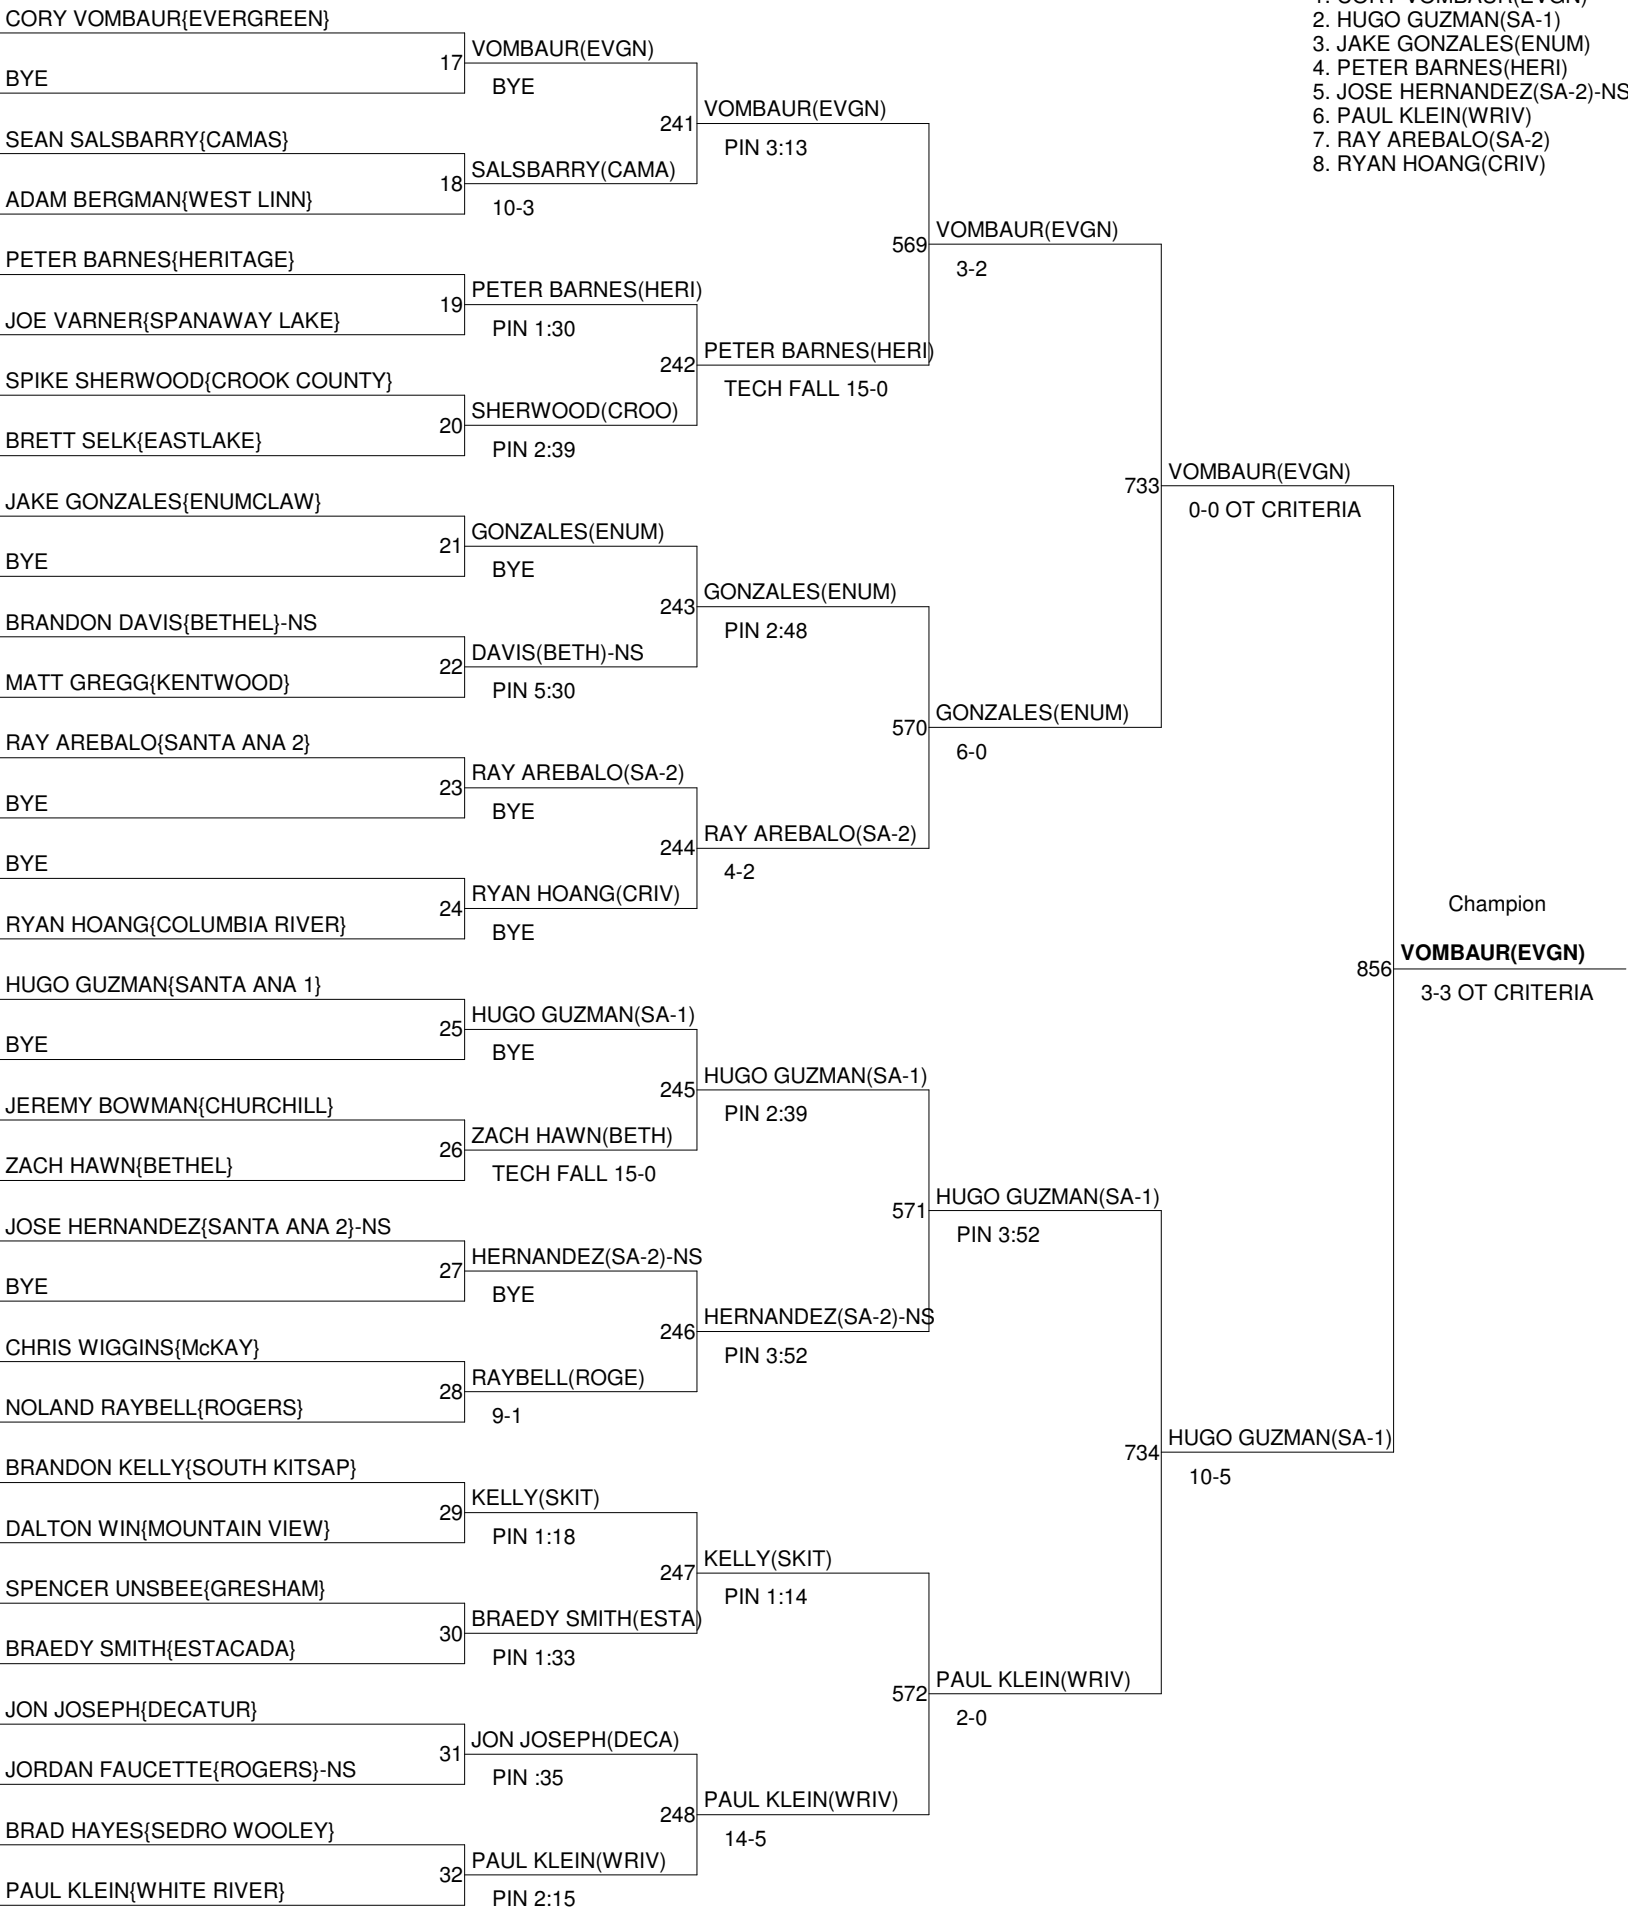 1. CORY VOMBAUR(EVGN)
2. HUGO GUZMAN(SA-1)
3. JAKE GONZALES(ENUM)
4. PETER BARNES(HERI)
5. JOSE HERNANDEZ(SA-2)-NS
6. PAUL KLEIN(WRIV)
7. RAY AREBALO(SA-2)
8. RYAN HOANG(CRIV)
CORY VOMBAUR{EVERGREEN}
BYE
SEAN SALSBARRY{CAMAS}
ADAM BERGMAN{WEST LINN}
PETER BARNES{HERITAGE}
JOE VARNER{SPANAWAY LAKE}
SPIKE SHERWOOD{CROOK COUNTY}
BRETT SELK{EASTLAKE}
JAKE GONZALES{ENUMCLAW}
BYE
BRANDON DAVIS{BETHEL}-NS
MATT GREGG{KENTWOOD}
RAY AREBALO{SANTA ANA 2}
BYE
BYE
RYAN HOANG{COLUMBIA RIVER}
HUGO GUZMAN{SANTA ANA 1}
BYE
JEREMY BOWMAN{CHURCHILL}
ZACH HAWN{BETHEL}
JOSE HERNANDEZ{SANTA ANA 2}-NS
BYE
CHRIS WIGGINS{McKAY}
NOLAND RAYBELL{ROGERS}
BRANDON KELLY{SOUTH KITSAP}
DALTON WIN{MOUNTAIN VIEW}
SPENCER UNSBEE{GRESHAM}
BRAEDY SMITH{ESTACADA}
JON JOSEPH{DECATUR}
JORDAN FAUCETTE{ROGERS}-NS
BRAD HAYES{SEDRO WOOLEY}
PAUL KLEIN{WHITE RIVER}
17 VOMBAUR(EVGN)
BYE
18 SALSBARRY(CAMA)
10-3
19 PETER BARNES(HERI)
PIN 1:30
20 SHERWOOD(CROO)
PIN 2:39
21 GONZALES(ENUM)
BYE
22 DAVIS(BETH)-NS
PIN 5:30
23 RAY AREBALO(SA-2)
BYE
24 RYAN HOANG(CRIV)
BYE
25 HUGO GUZMAN(SA-1)
BYE
26 ZACH HAWN(BETH)
TECH FALL 15-0
27 HERNANDEZ(SA-2)-NS
BYE
28 RAYBELL(ROGE)
9-1
29 KELLY(SKIT)
PIN 1:18
30 BRAEDY SMITH(ESTA)
PIN 1:33
31 JON JOSEPH(DECA)
PIN :35
32 PAUL KLEIN(WRIV)
PIN 2:15
241 VOMBAUR(EVGN)
PIN 3:13
242 PETER BARNES(HERI)
TECH FALL 15-0
243 GONZALES(ENUM)
PIN 2:48
244 RAY AREBALO(SA-2)
4-2
245 HUGO GUZMAN(SA-1)
PIN 2:39
246 HERNANDEZ(SA-2)-NS
PIN 3:52
247 KELLY(SKIT)
PIN 1:14
248 PAUL KLEIN(WRIV)
14-5
569 VOMBAUR(EVGN)
3-2
570 GONZALES(ENUM)
6-0
571 HUGO GUZMAN(SA-1)
PIN 3:52
572 PAUL KLEIN(WRIV)
2-0
733 VOMBAUR(EVGN)
0-0 OT CRITERIA
734 HUGO GUZMAN(SA-1)
10-5
Champion
856 VOMBAUR(EVGN)
3-3 OT CRITERIA